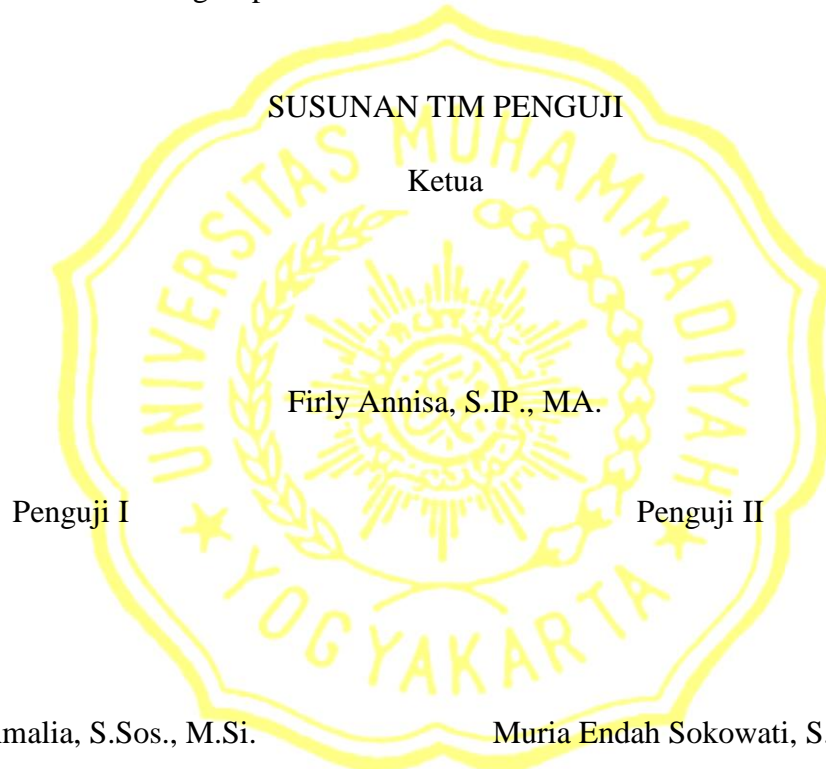 SUSUNAN TIM PENGUJI
UNIVERSITAS MUHAMMADIYAH
Ketua
Firly Annisa, S.IP., MA.
Penguji I Penguji II
★ YOGYAKARTA ★
malia, S.Sos., M.Si. Muria Endah Sokowati, S.